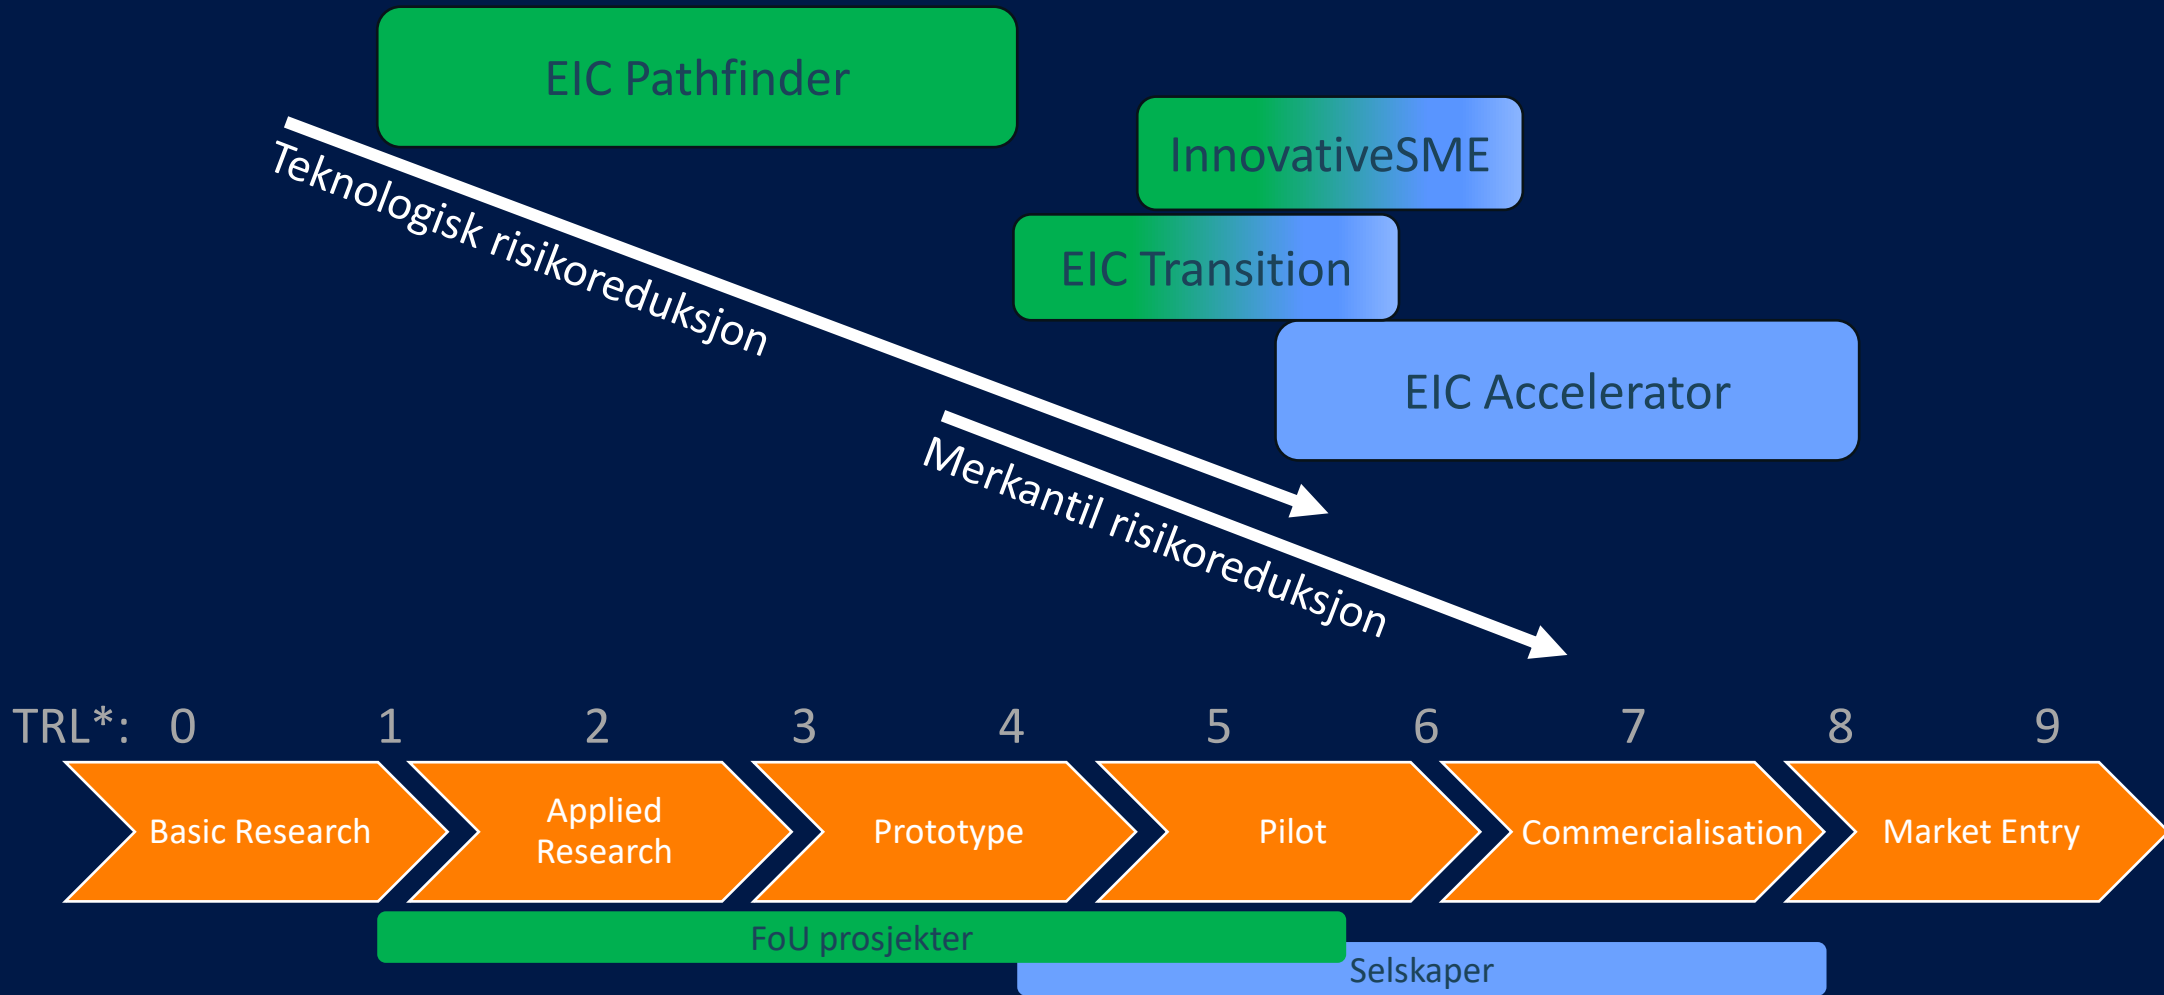 EIC Pathfinder
InnovativeSME
EIC Transition
EIC Accelerator
Teknologisk risikoreduksjon
Merkantil risikoreduksjon
TRL*: 0 1 2 3 4 5 6 7 8 9
Basic Research
Applied
Research
Prototype
Pilot
Commercialisation
Market Entry
FoU prosjekter
Selskaper